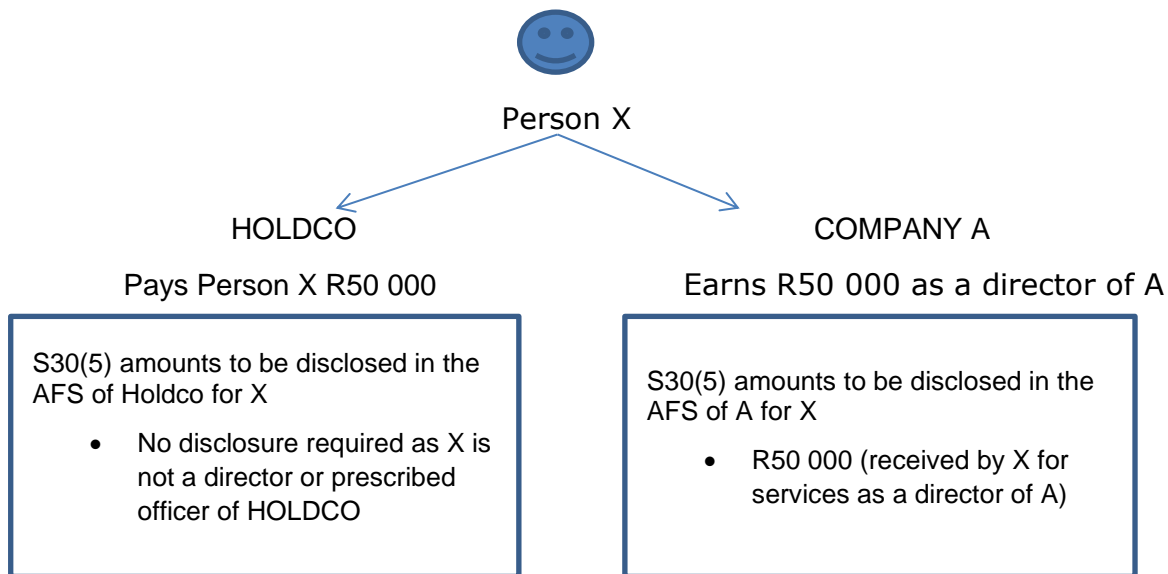 Person X
HOLDCO
Pays Person X R50 000
S30(5) amounts to be disclosed in the
AFS of Holdco for X
• No disclosure required as X is
not a director or prescribed
officer of HOLDCO
COMPANY A
Earns R50 000 as a director of A
S30(5) amounts to be disclosed in the
AFS of A for X
• R50 000 (received by X for
services as a director of A)